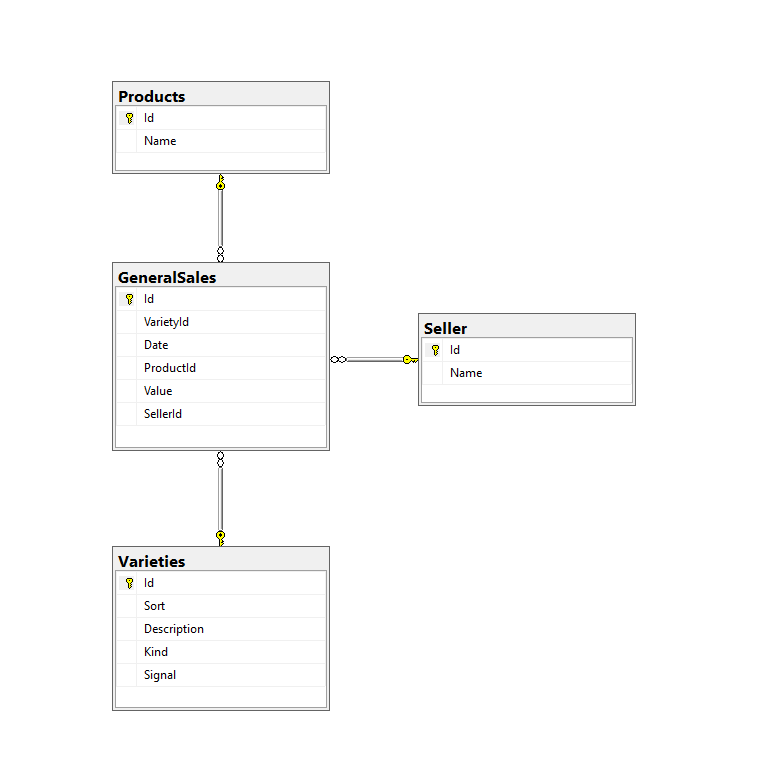 Products
Id
Name
GeneralSales
Id
VarietyId
Date
ProductId
Value
SellerId
Seller
Id
Name
Varieties
Id
Sort
Description
Kind
Signal